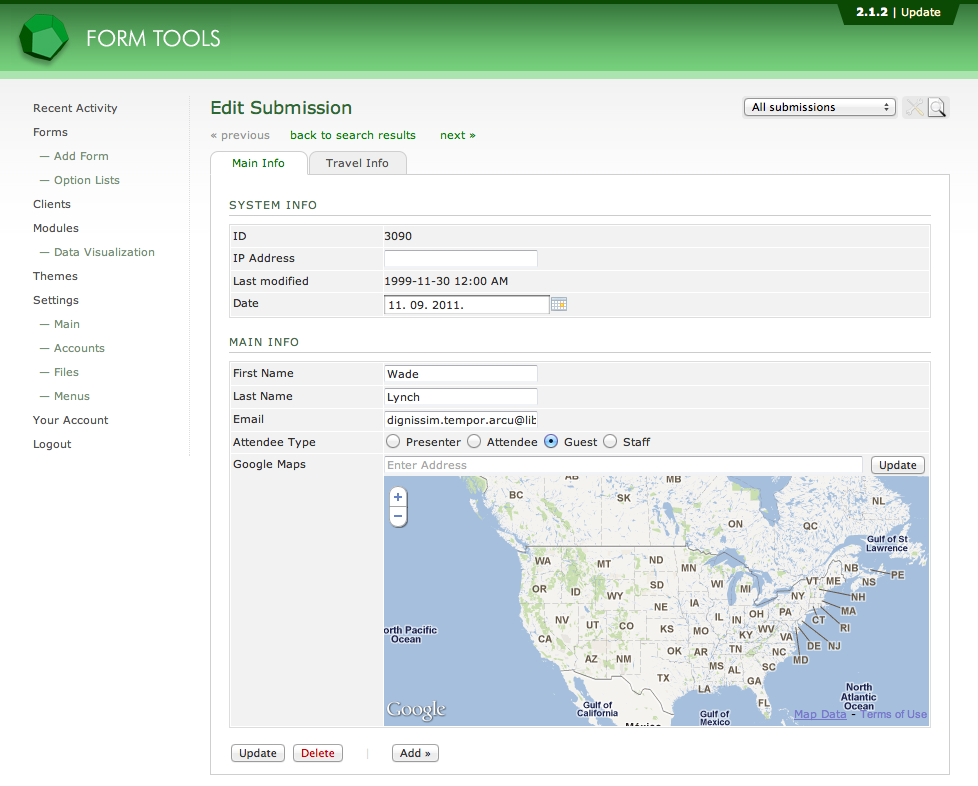 2.1.2 | Update
FORM TOOLS
Recent Activity
Forms
— Add Form
— Option Lists
Clients
Modules
— Data Visualization
Themes
Settings
— Main
— Accounts
— Files
— Menus
Your Account
Logout
Edit Submission
All submissions
« previous back to search results next »
Main Info Travel Info
SYSTEM INFO
ID 3090
IP Address
Last modified 1999-11-30 12:00 AM
Date 11. 09. 2011.
MAIN INFO
First Name Wade
Last Name Lynch
Email dignissim.tempor.arcu@lib
Attendee Type Presenter Attendee Guest Staff
Google Maps Enter Address Update
+
−
AB MB
BC SK NL
ON QC
Gulf of St
Lawrence
WA MT ND MN NB PE
OR ID WY SD WI MI VT ME NS
NE IA NY NH
MA
NV UT CO KS MO IL IN OH PA CT RI
CA KY WV VA DE NJ
AZ NM OK AR TN NC MD
MS AL SC
TX LA GA
FL
orth Pacific
Ocean
Gulf of
California
México
Gulf of
Mexico
North
Atlantic
Ocean
Google
Map Data - Terms of Use
Update Delete | Add »